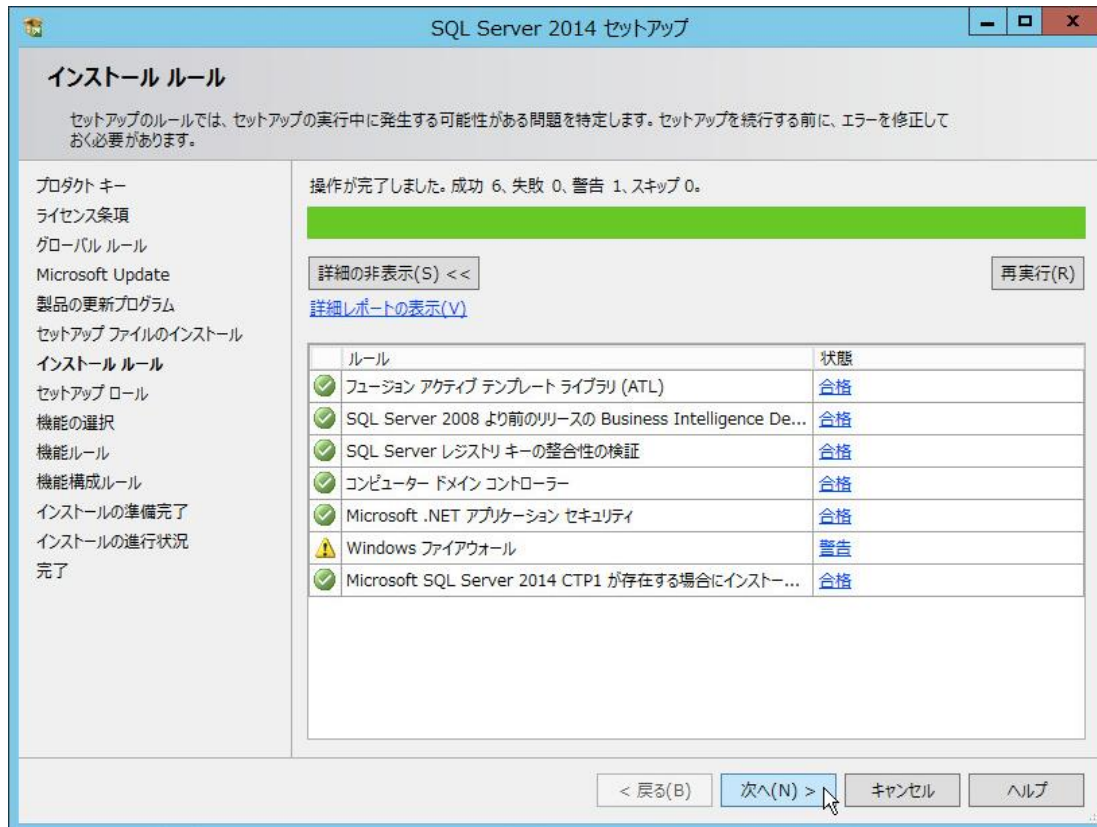 SQL Server 2014 セットアップ
インストール ルール
セットアップのルールでは、セットアップの実行中に発生する可能性がある問題を特定します。セットアップを続行する前に、エラーを修正して
おく必要があります。
プロダクト キー
ライセンス条項
グローバル ルール
Microsoft Update
製品の更新プログラム
セットアップ ファイルのインストール
インストール ルール
セットアップ ロール
機能の選択
機能ルール
機能構成ルール
インストールの準備完了
インストールの進行状況
完了
操作が完了しました。成功 6、失敗 0、警告 1、スキップ 0。
詳細の非表示(S) <<
再実行(R)
詳細レポートの表示(V)
ルール 状態
フュージョン アクティブ テンプレート ライブラリ (ATL) 合格
SQL Server 2008 より前のリリースの Business Intelligence De... 合格
SQL Server レジストリ キーの整合性の検証 合格
コンピューター ドメイン コントローラー 合格
Microsoft .NET アプリケーション セキュリティ 合格
Windows ファイアウォール 警告
Microsoft SQL Server 2014 CTP1 が存在する場合にインストー... 合格
< 戻る(B) 次へ(N) > キャンセル ヘルプ